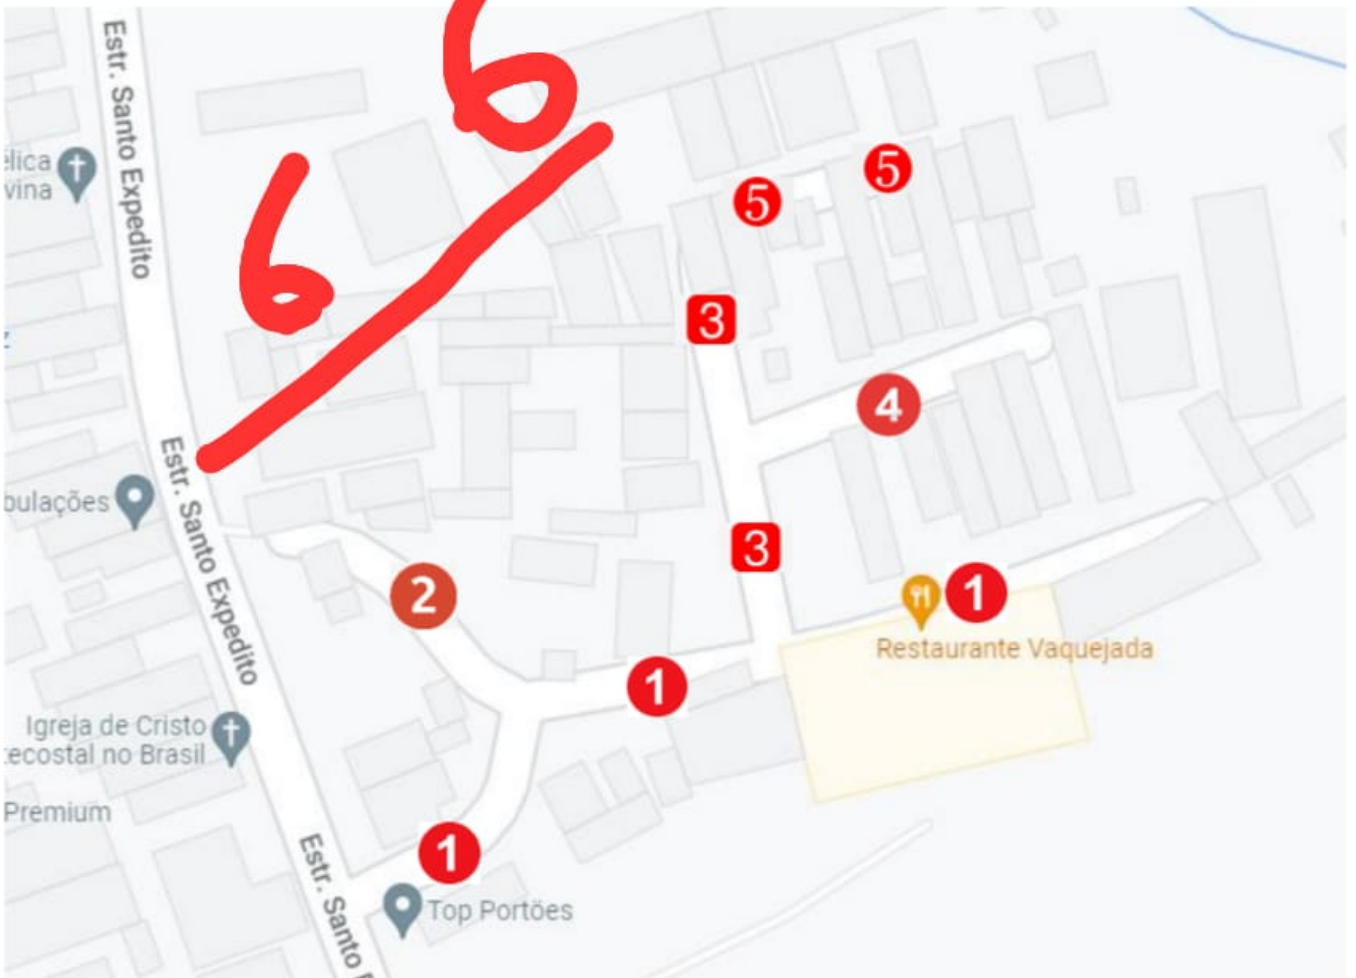 6
Estr. Santo Expedito
6
élica
vina
5
5
3
4
Estr. Santo Expedito
bulações
3
2
1
Restaurante Vaquejada
1
Igreja de Cristo
tecostal no Brasil
Premium
1
Estr. Santo
Top Portões